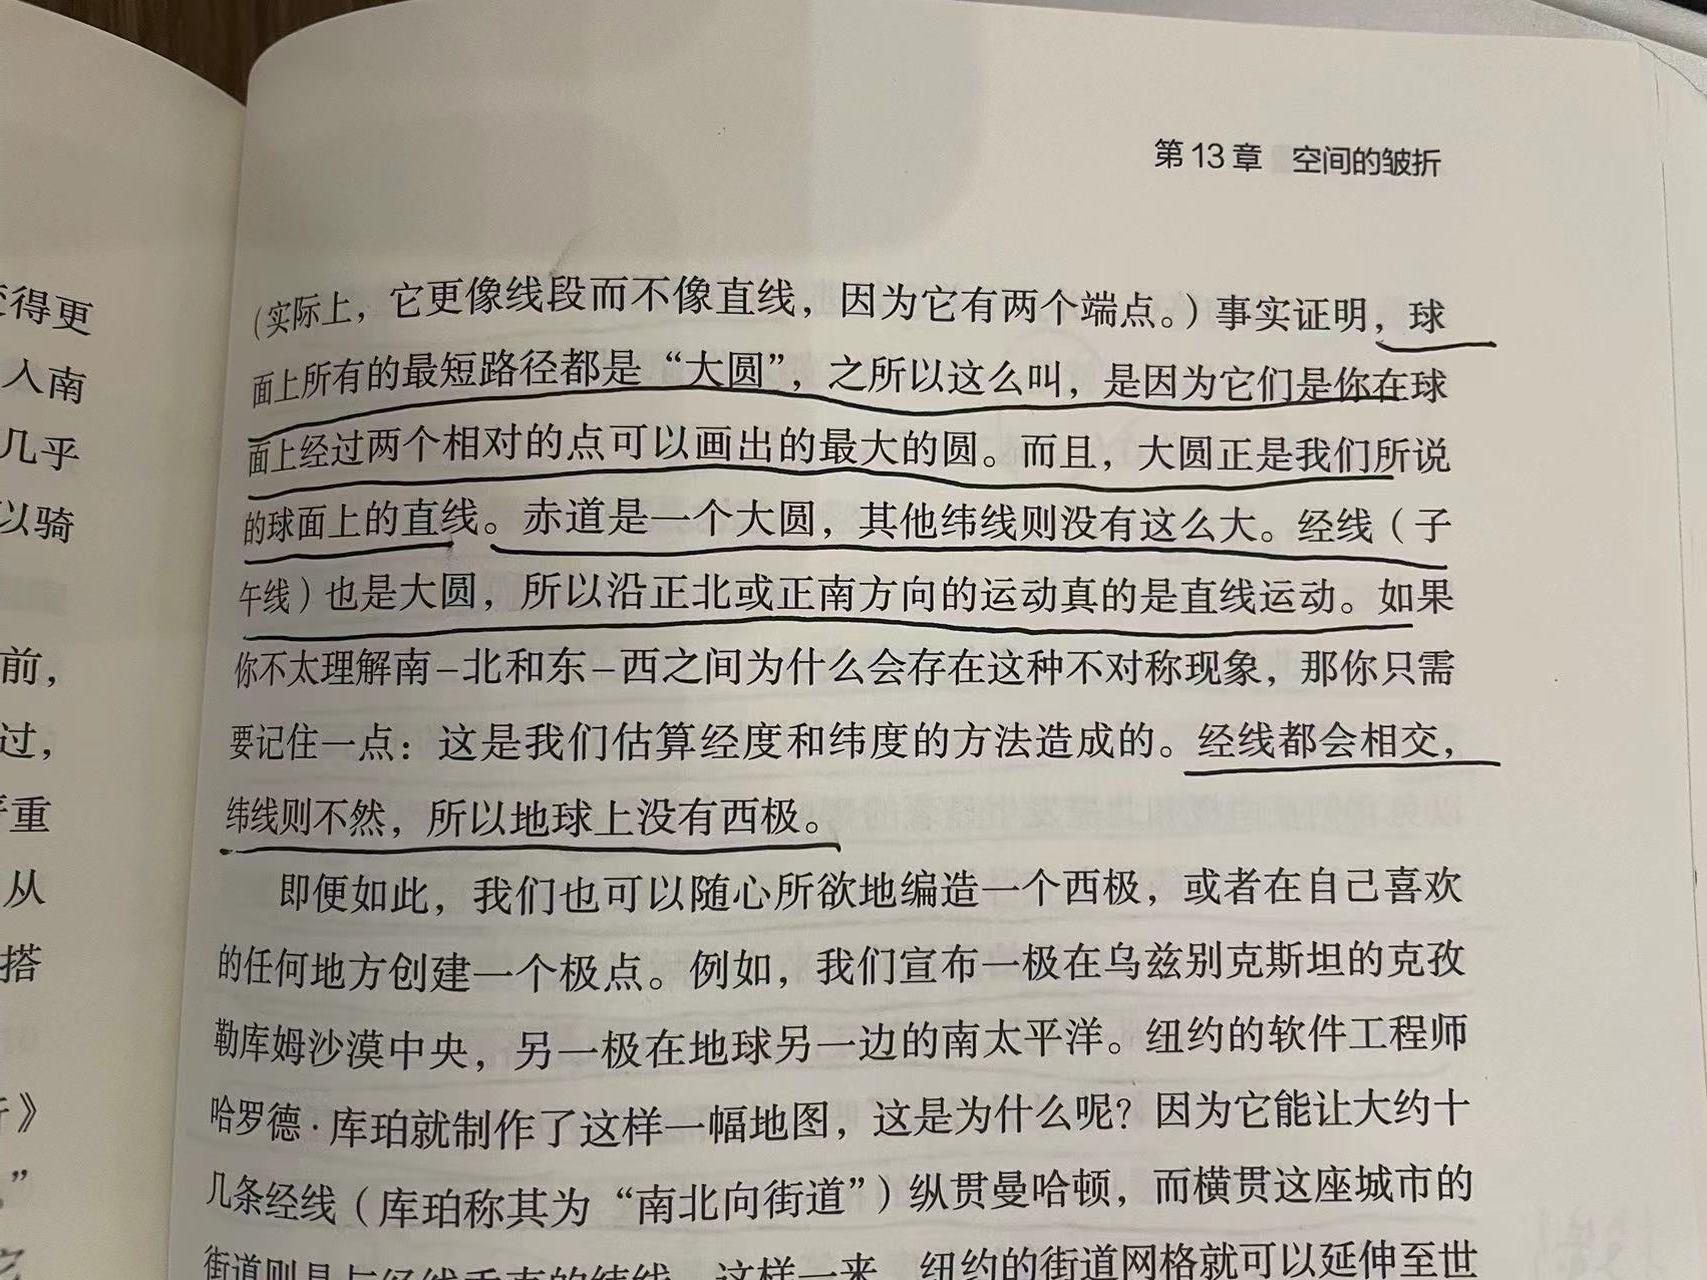 变得更
入南
几乎
以骑
前，
过，
严重
从
搭
》
”
第 13 章 空间的皱折
（实际上，它更像线段而不像直线，因为它有两个端点。）事实证明，球
面上所有的最短路径都是“大圆”，之所以这么叫，是因为它们是你在球
面上经过两个相对的点可以画出的最大的圆。而且，大圆正是我们所说
的球面上的直线。赤道是一个大圆，其他纬线则没有这么大。经线（子
午线）也是大圆，所以沿正北或正南方向的运动真的是直线运动。如果
你不太理解南－北和东－西之间为什么会存在这种不对称现象，那你只需
要记住一点：这是我们估算经度和纬度的方法造成的。经线都会相交，
纬线则不然，所以地球上没有西极。
即便如此，我们也可以随心所欲地编造一个西极，或者在自己喜欢
的任何地方创建一个极点。例如，我们宣布一极在乌兹别克斯坦的克孜
勒库姆沙漠中央，另一极在地球另一边的南太平洋。纽约的软件工程师
哈罗德·库珀就制作了这样一幅地图，这是为什么呢？因为它能让大约十
几条经线（库珀称其为“南北向街道”）纵贯曼哈顿，而横贯这座城市的
街道则是与经线垂直的纬线。这样一来，纽约的街道网格就可以延伸至世